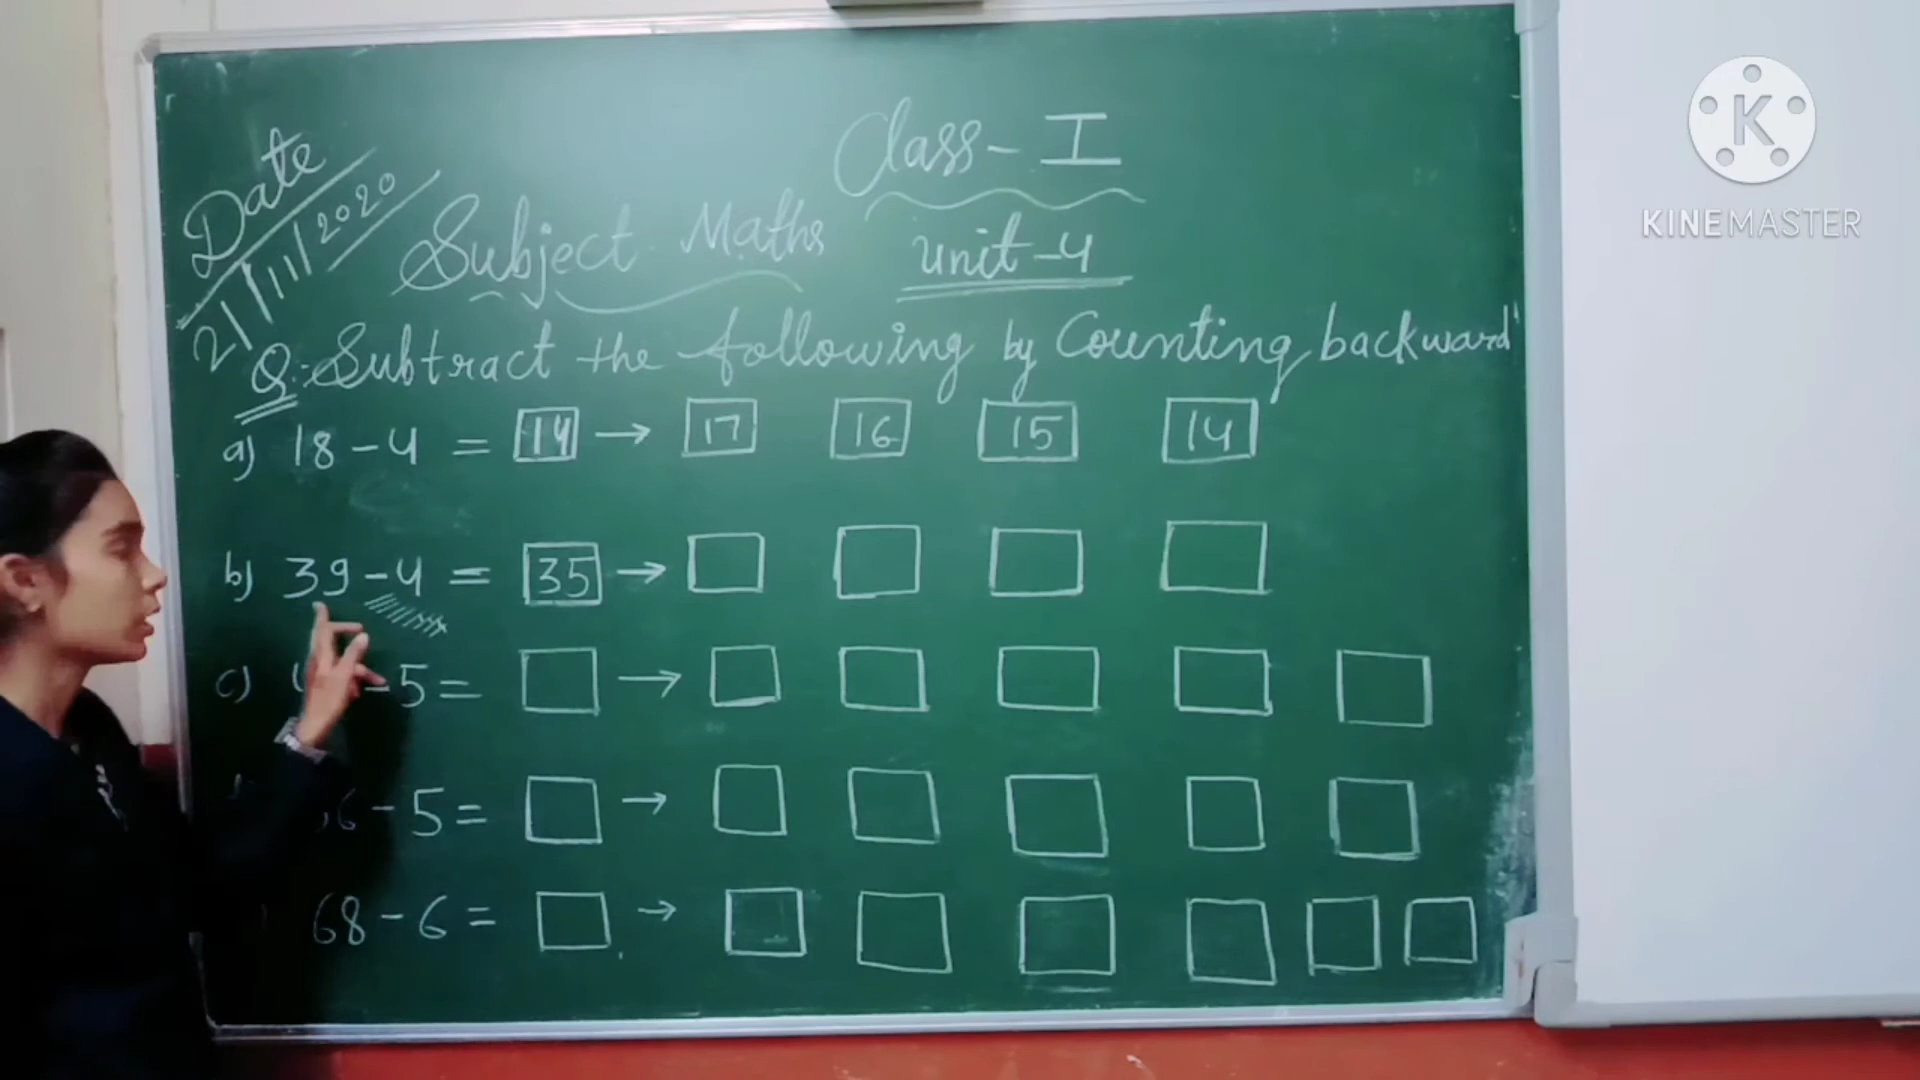 Date
21/11/2020
Class - I
Subject Maths
unit-4
Q:- Subtract the following by Counting backward
a) 18 - 4 = 14 → 17 16 15 14
b) 39 - 4 = 35 →
c) - 5 = →
6 - 5 = →
68 - 6 = →
K
KINEMASTER